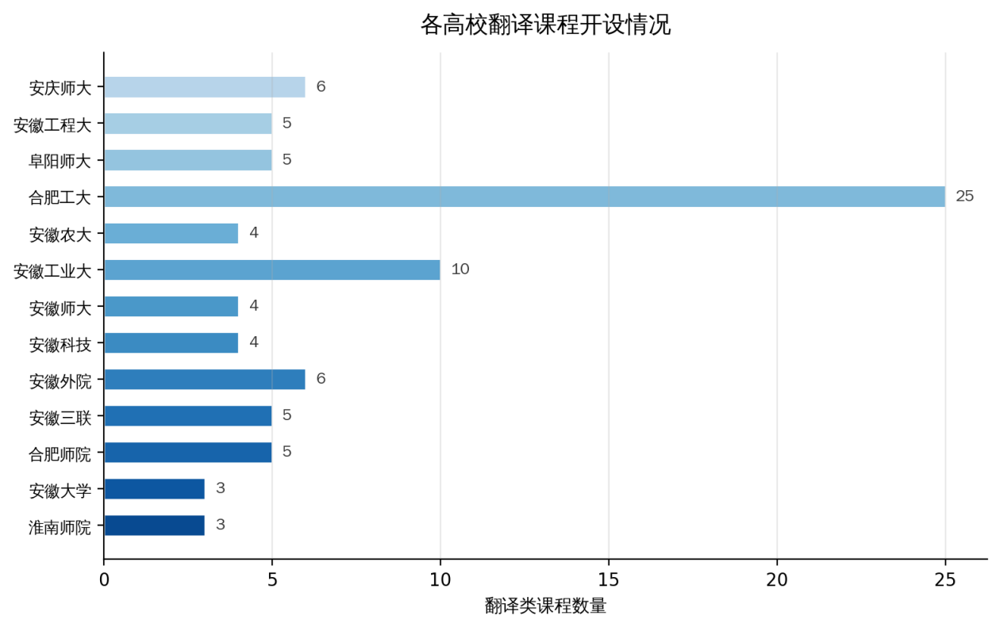 各高校翻译课程开设情况
安庆师大 6
安徽工程大 5
阜阳师大 5
合肥工大 25
安徽农大 4
安徽工业大 10
安徽师大 4
安徽科技 4
安徽外院 6
安徽三联 5
合肥师院 5
安徽大学 3
淮南师院 3
0 5 10 15 20 25
翻译类课程数量